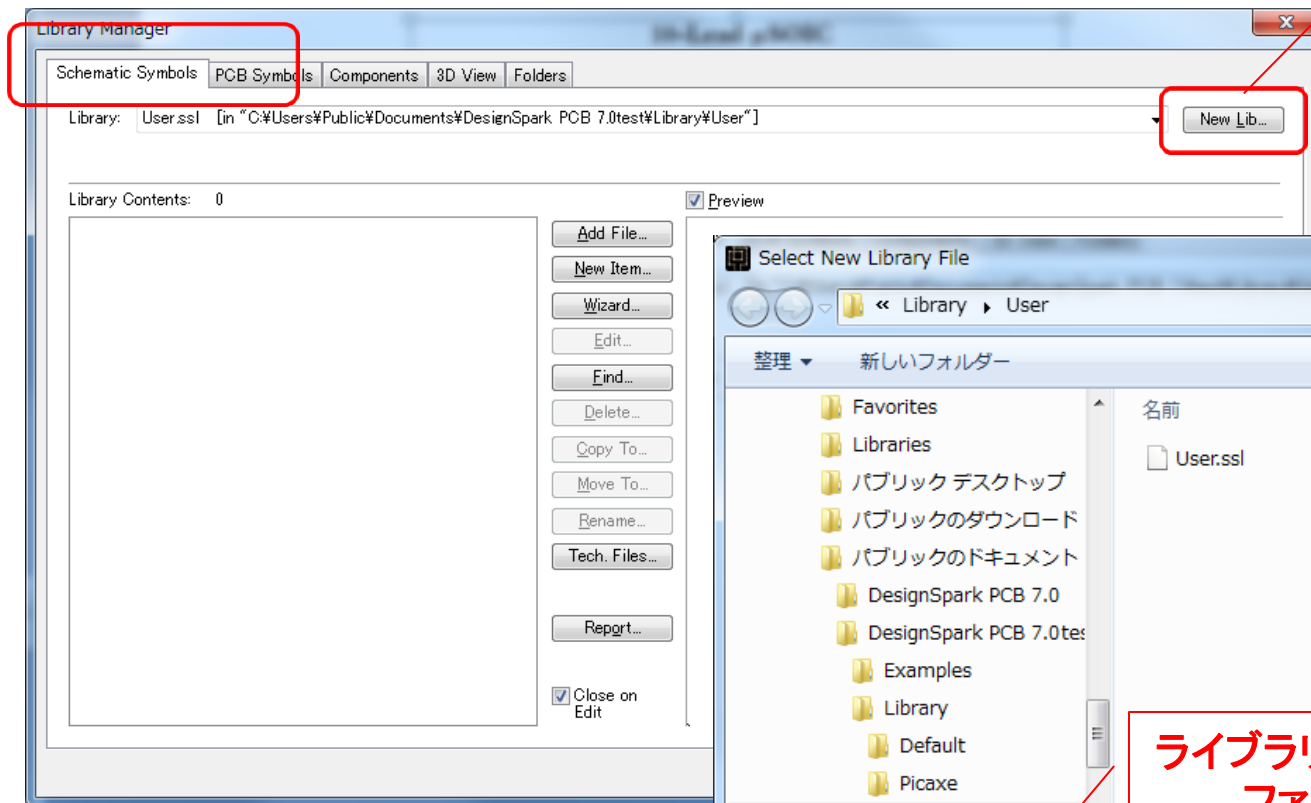 Library Manager
Schematic Symbols PCB Symbols Components 3D View Folders
Library: User.ssl [in "C:¥Users¥Public¥Documents¥DesignSpark PCB 7.0test¥Library¥User"] New Lib...
Library Contents: 0
Preview
Add File...
New Item...
Wizard...
Edit...
Find...
Delete...
Copy To...
Move To...
Rename...
Tech. Files...
Report...
Close on
Edit
Select New Library File
« Library User
整理 新しいフォルダー
Favorites
Libraries
パブリック デスクトップ
パブリックのダウンロード
パブリックのドキュメント
DesignSpark PCB 7.0
DesignSpark PCB 7.0tes
Examples
Library
Default
Picaxe
名前
User.ssl
ライブラリ
ファ